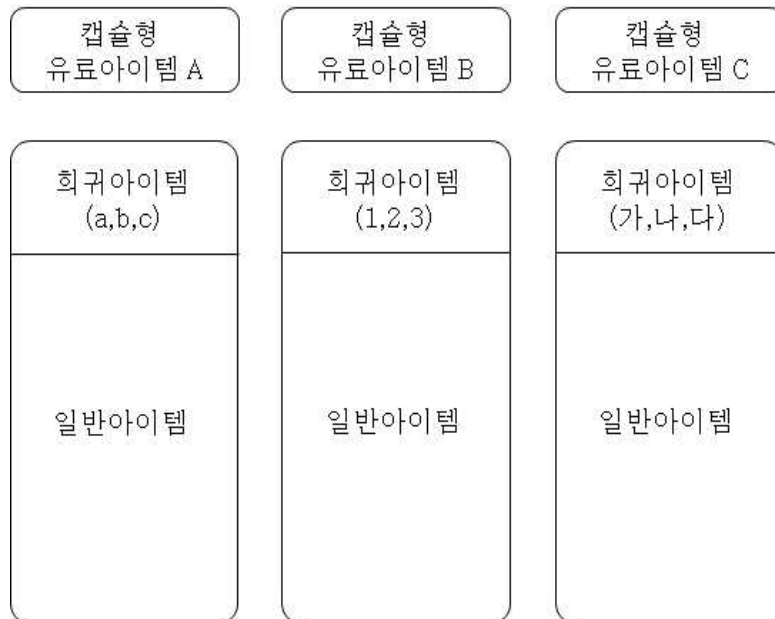 캡슐형
유료아이템 A
캡슐형
유료아이템 B
캡슐형
유료아이템 C
희귀아이템
(a,b,c)
희귀아이템
(1,2,3)
희귀아이템
(가,나,다)
일반아이템
일반아이템
일반아이템